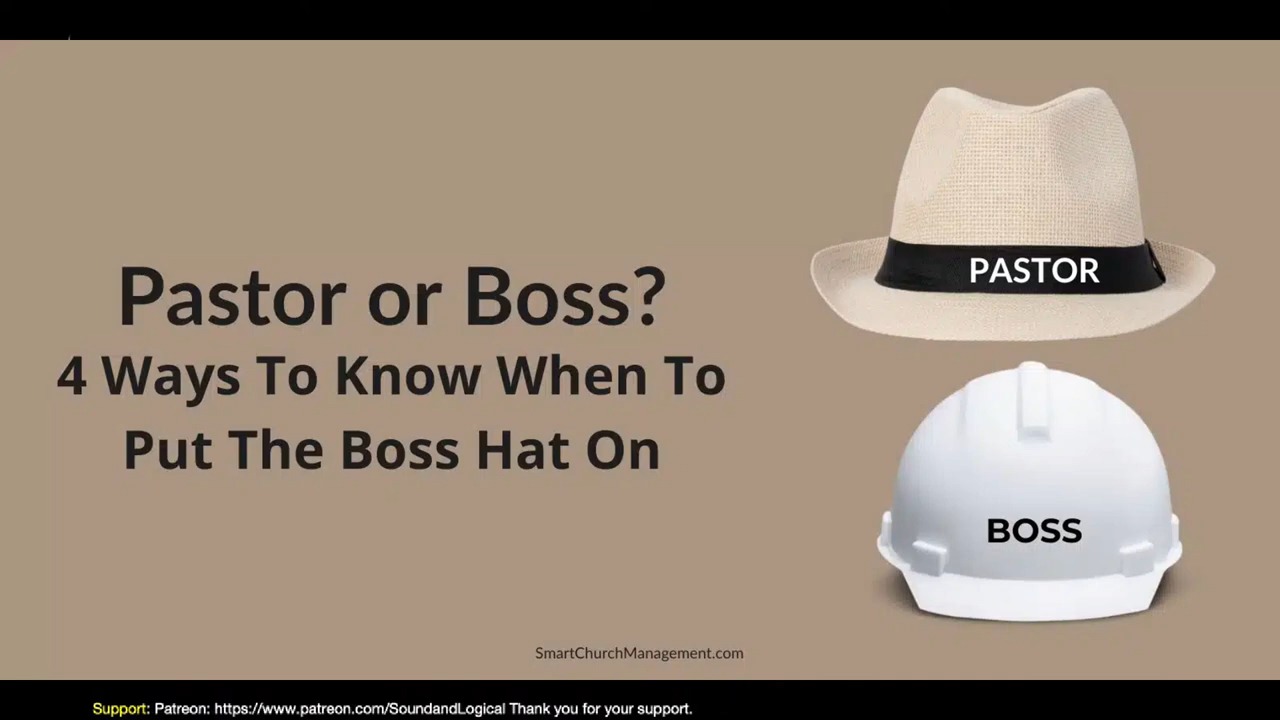 Pastor or Boss?
4 Ways To Know When To
Put The Boss Hat On
PASTOR
BOSS
SmartChurchManagement.com
Support: Patreon: https://www.patreon.com/SoundandLogical Thank you for your support.